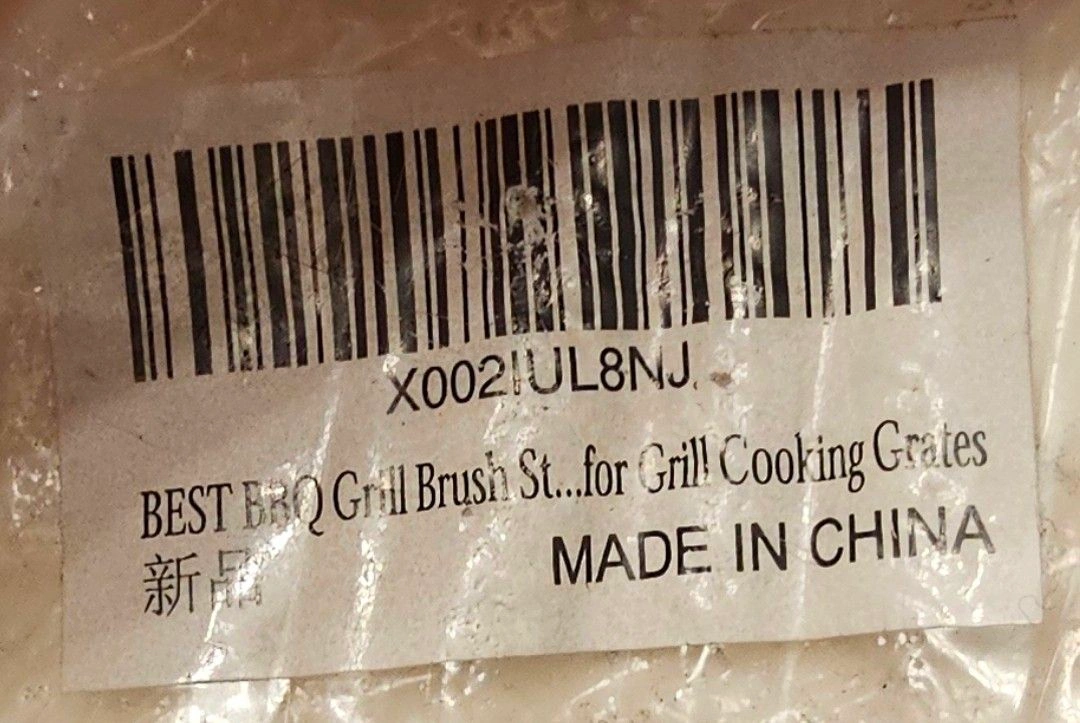 X002IUL8NJ
BEST BBQ Grill Brush St...for Grill Cooking Grates
新品
MADE IN CHINA